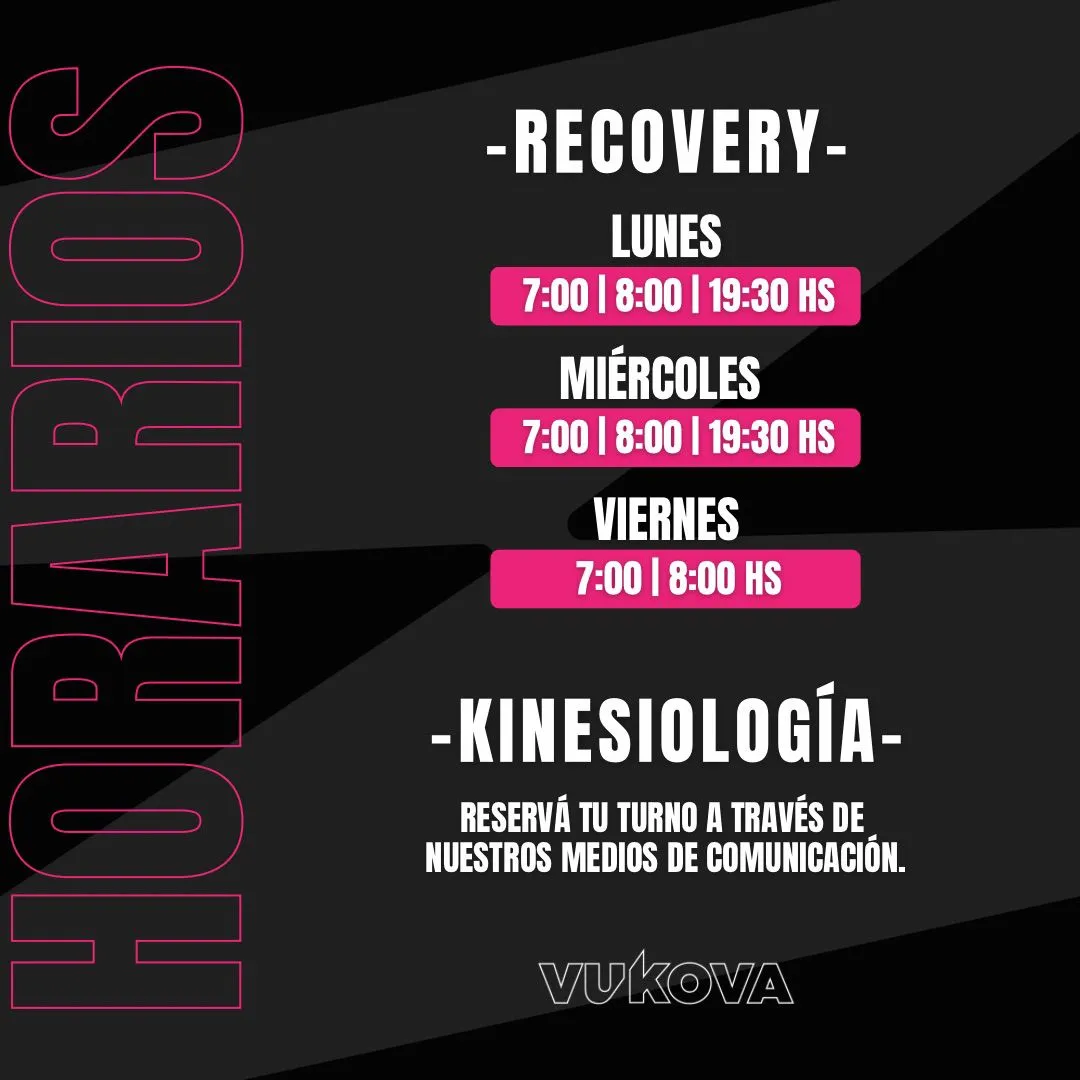 HORARIOS
-RECOVERY-
LUNES
7:00 | 8:00 | 19:30 HS
MIÉRCOLES
7:00 | 8:00 | 19:30 HS
VIERNES
7:00 | 8:00 HS
-KINESIOLOGÍA-
RESERVÁ TU TURNO A TRAVÉS DE
NUESTROS MEDIOS DE COMUNICACIÓN.
VUKOVA